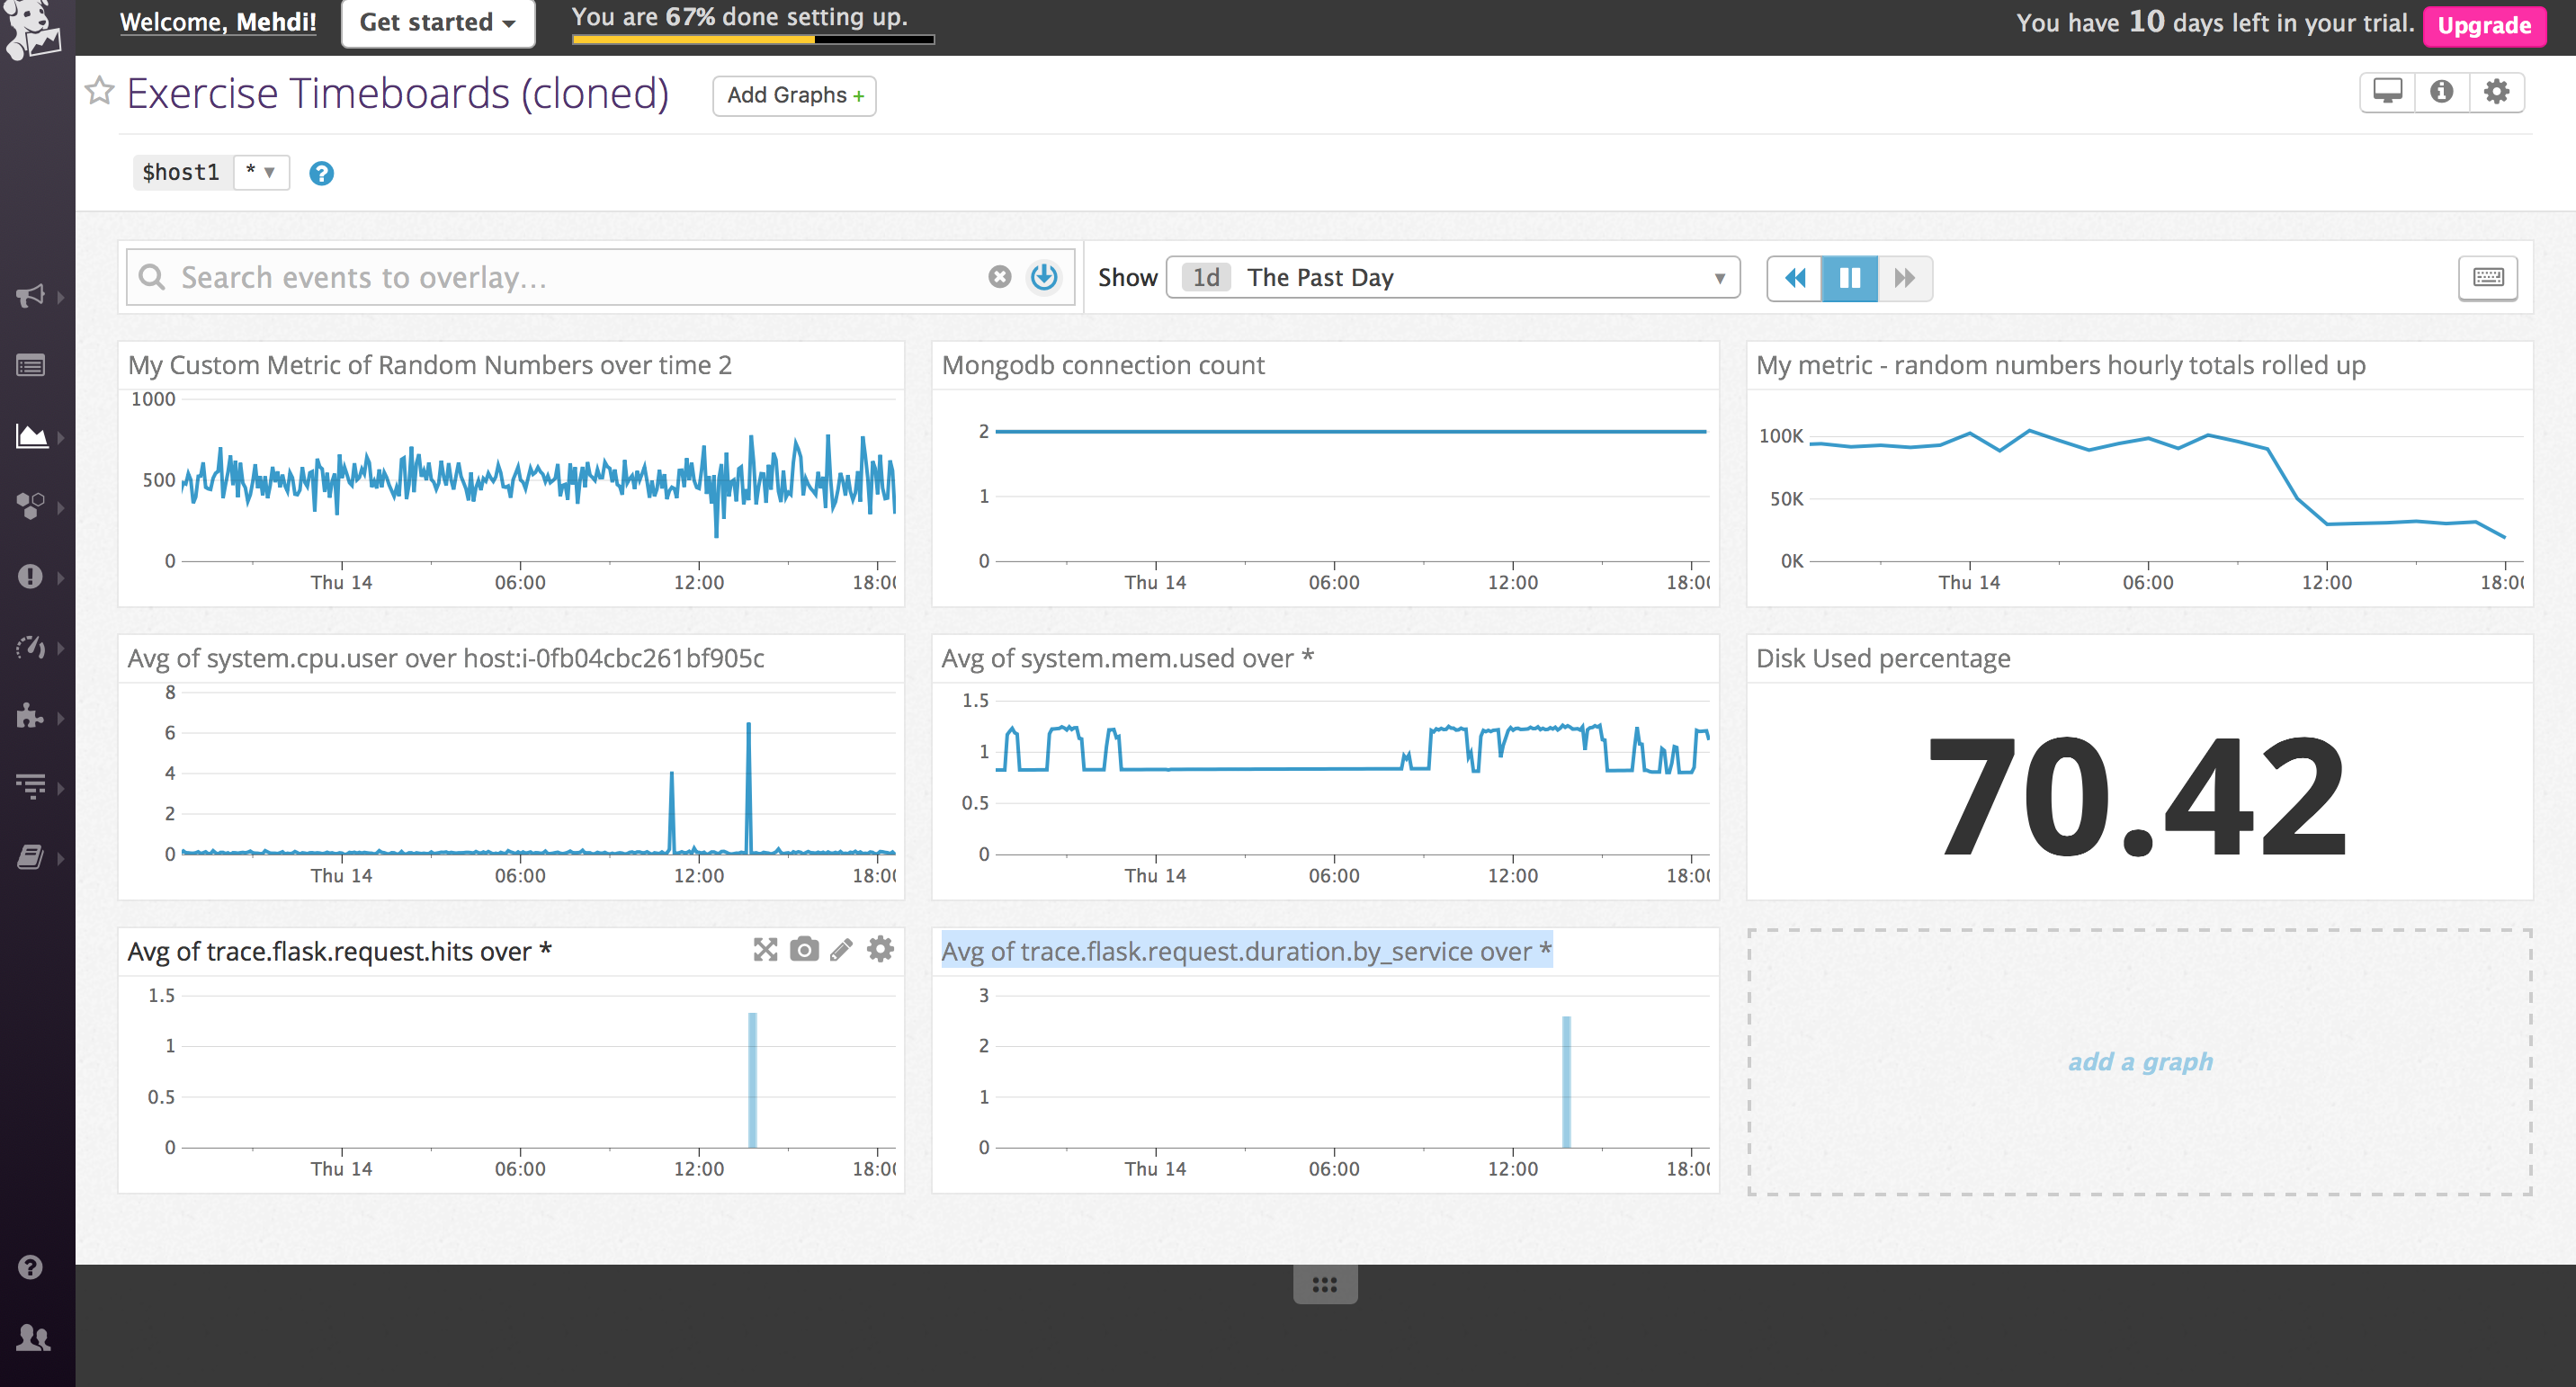 Welcome, Mehdi!
Get started
You are 67% done setting up.
You have 10 days left in your trial.
Upgrade
Exercise Timeboards (cloned)
Add Graphs +
$host1
*
?
Search events to overlay...
Show
1d The Past Day
My Custom Metric of Random Numbers over time 2
1000
500
0
Thu 14
06:00
12:00
18:00
Mongodb connection count
2
1
0
Thu 14
06:00
12:00
18:00
My metric - random numbers hourly totals rolled up
100K
50K
0K
Thu 14
06:00
12:00
18:00
Avg of system.cpu.user over host:i-0fb04cbc261bf905c
8
6
4
2
0
Thu 14
06:00
12:00
18:00
Avg of system.mem.used over *
1.5
1
0.5
0
Thu 14
06:00
12:00
18:00
Disk Used percentage
70.42
Avg of trace.flask.request.hits over *
1.5
1
0.5
0
Thu 14
06:00
12:00
18:00
Avg of trace.flask.request.duration.by_service over *
3
2
1
0
Thu 14
06:00
12:00
18:00
add a graph